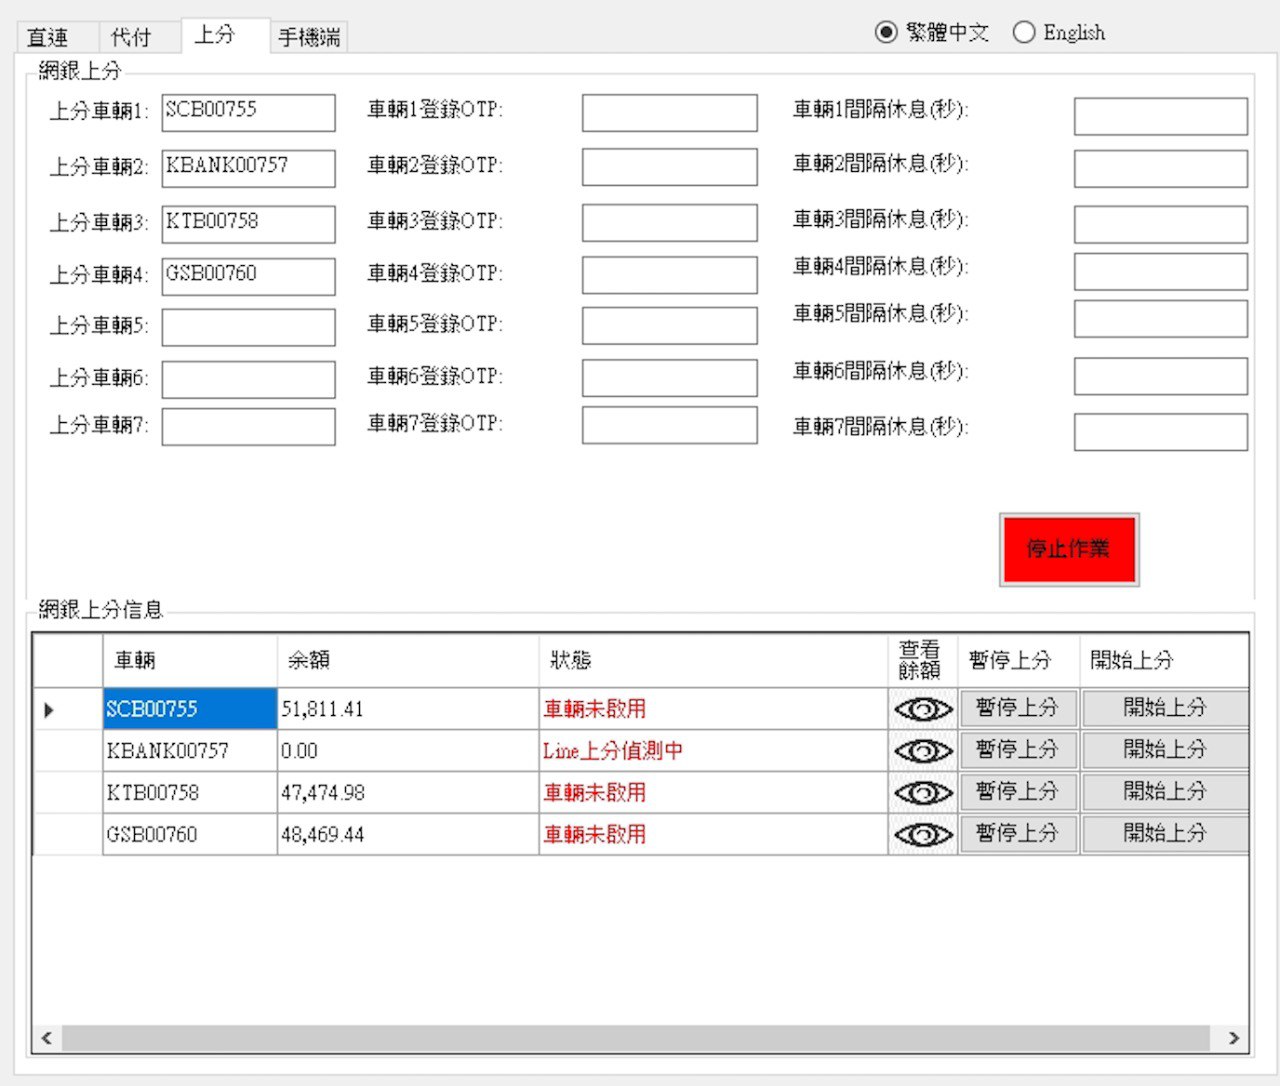 直連 代付 上分 手機端 繁體中文 English
網銀上分
上分車輛1: SCB00755 車輛1登錄OTP: 車輛1間隔休息(秒):
上分車輛2: KBANK00757 車輛2登錄OTP: 車輛2間隔休息(秒):
上分車輛3: KTB00758 車輛3登錄OTP: 車輛3間隔休息(秒):
上分車輛4: GSB00760 車輛4登錄OTP: 車輛4間隔休息(秒):
上分車輛5: 車輛5登錄OTP: 車輛5間隔休息(秒):
上分車輛6: 車輛6登錄OTP: 車輛6間隔休息(秒):
上分車輛7: 車輛7登錄OTP: 車輛7間隔休息(秒):
停止作業
網銀上分信息
車輛 余額 狀態 查看餘額 暫停上分 開始上分
SCB00755 51,811.41 車輛未啟用 暫停上分 開始上分
KBANK00757 0.00 Line上分偵測中 暫停上分 開始上分
KTB00758 47,474.98 車輛未啟用 暫停上分 開始上分
GSB00760 48,469.44 車輛未啟用 暫停上分 開始上分